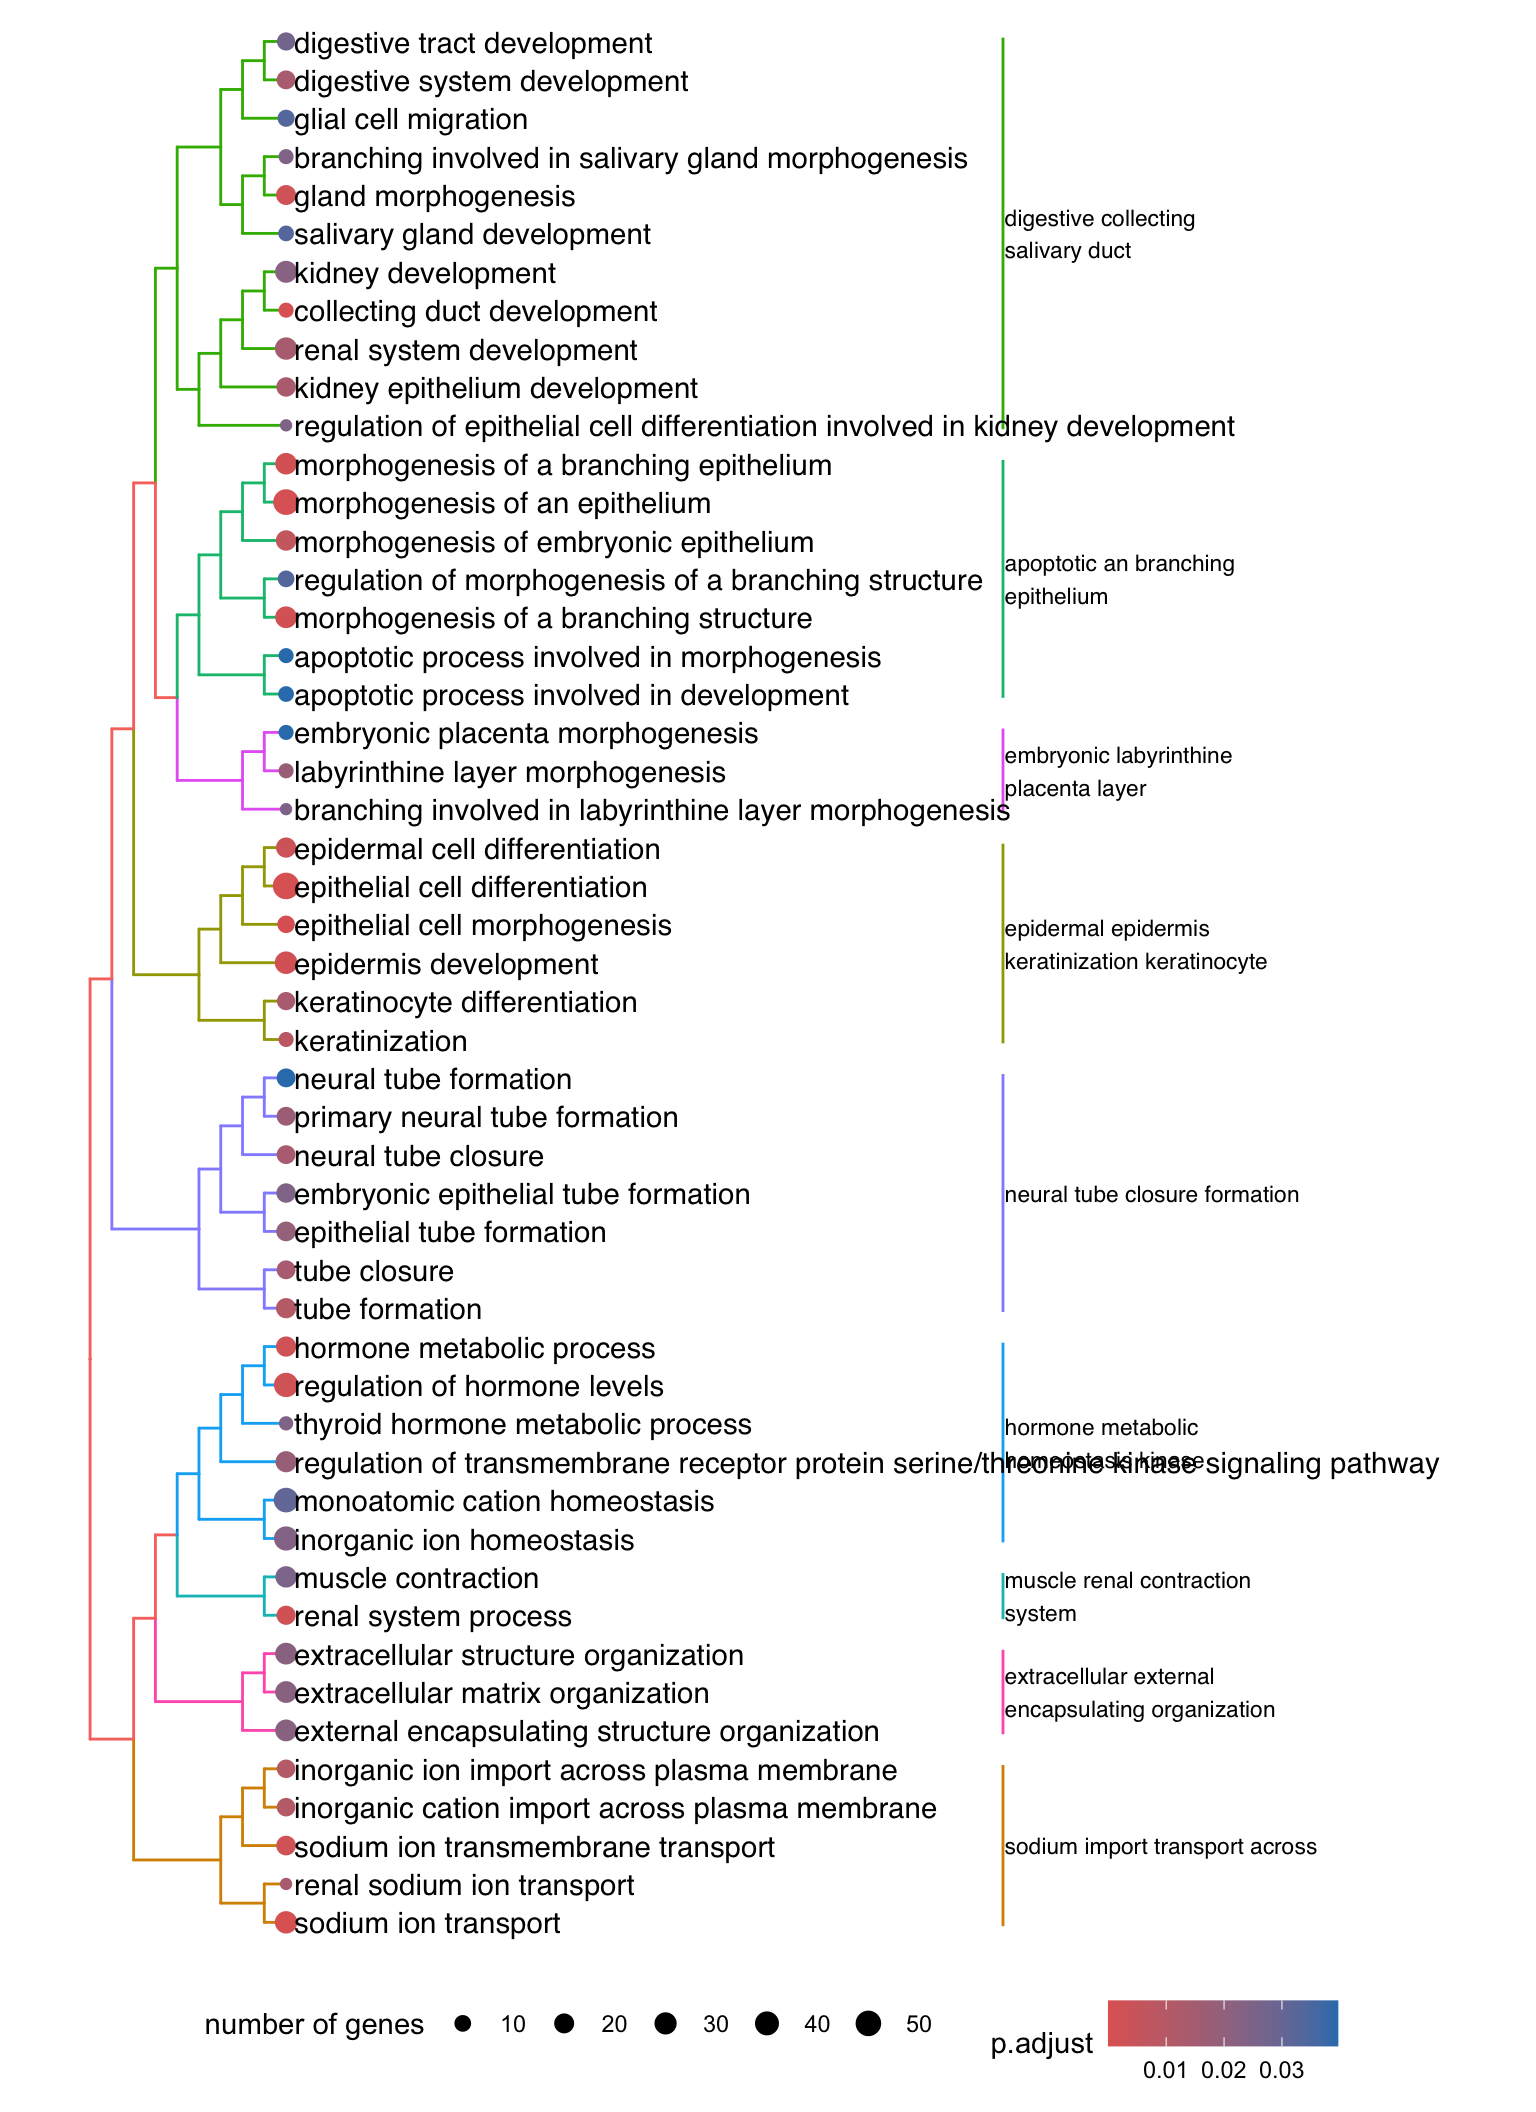 digestive tract development
digestive system development
glial cell migration
branching involved in salivary gland morphogenesis
gland morphogenesis
salivary gland development
kidney development
collecting duct development
renal system development
kidney epithelium development
regulation of epithelial cell differentiation involved in kidney development
digestive collecting
salivary duct
morphogenesis of a branching epithelium
morphogenesis of an epithelium
morphogenesis of embryonic epithelium
regulation of morphogenesis of a branching structure
morphogenesis of a branching structure
apoptotic process involved in morphogenesis
apoptotic process involved in development
apoptotic an branching
epithelium
embryonic placenta morphogenesis
labyrinthine layer morphogenesis
branching involved in labyrinthine layer morphogenesis
embryonic labyrinthine
placenta layer
epidermal cell differentiation
epithelial cell differentiation
epithelial cell morphogenesis
epidermis development
keratinocyte differentiation
keratinization
epidermal epidermis
keratinization keratinocyte
neural tube formation
primary neural tube formation
neural tube closure
embryonic epithelial tube formation
epithelial tube formation
tube closure
tube formation
neural tube closure formation
hormone metabolic process
regulation of hormone levels
thyroid hormone metabolic process
regulation of transmembrane receptor protein serine/threonine kinase signaling pathway
monoatomic cation homeostasis
inorganic ion homeostasis
hormone metabolic
homeostasis kinase
muscle contraction
renal system process
muscle renal contraction
system
extracellular structure organization
extracellular matrix organization
external encapsulating structure organization
extracellular external
encapsulating organization
inorganic ion import across plasma membrane
inorganic cation import across plasma membrane
sodium ion transmembrane transport
renal sodium ion transport
sodium ion transport
sodium import transport across
number of genes 10 20 30 40 50
p.adjust
0.01 0.02 0.03